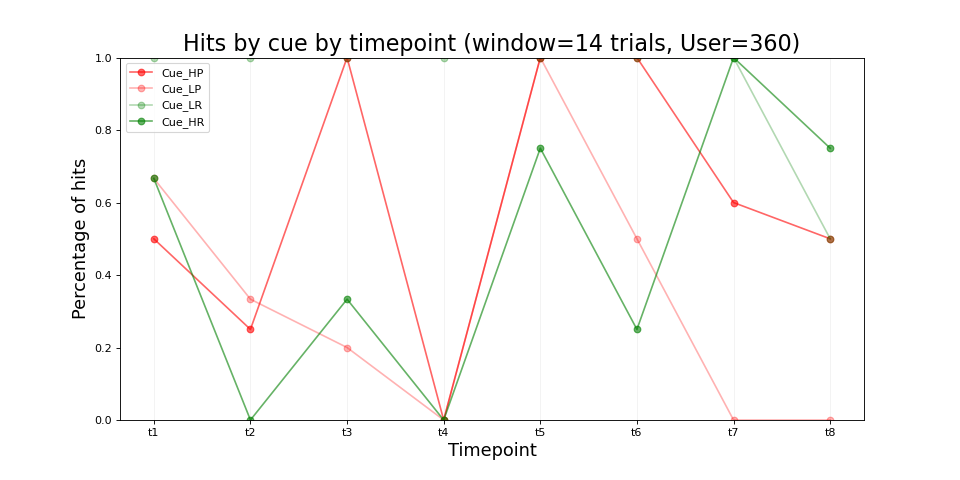 Hits by cue by timepoint (window=14 trials, User=360)
Cue_HP
Cue_LP
Cue_LR
Cue_HR
Percentage of hits
1.0
0.8
0.6
0.4
0.2
0.0
t1 t2 t3 t4 t5 t6 t7 t8
Timepoint